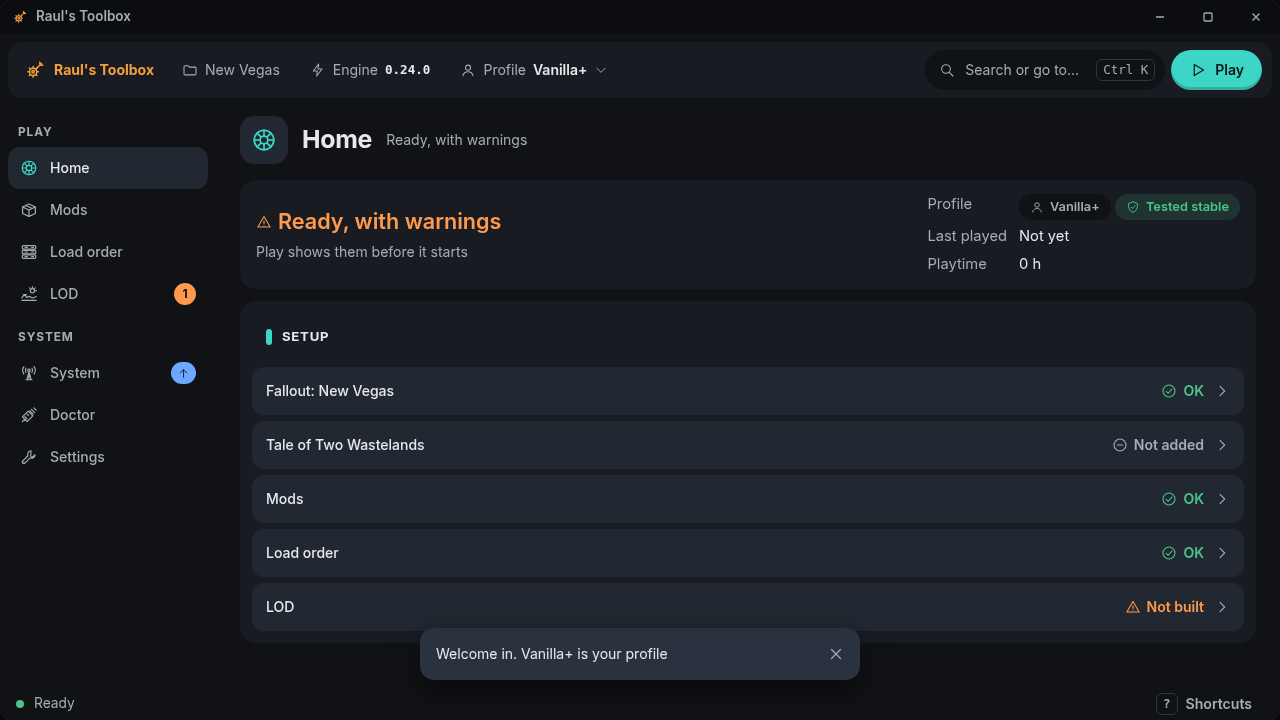 Raul's Toolbox
Raul's Toolbox New Vegas Engine 0.24.0 Profile Vanilla+ Search or go to... Ctrl K Play
PLAY
Home
Mods
Load order
LOD 1
SYSTEM
System
Doctor
Settings
Home Ready, with warnings
Ready, with warnings
Play shows them before it starts
Profile Vanilla+ Tested stable
Last played Not yet
Playtime 0 h
SETUP
Fallout: New Vegas OK
Tale of Two Wastelands Not added
Mods OK
Load order OK
LOD Not built
Welcome in. Vanilla+ is your profile
Ready
? Shortcuts